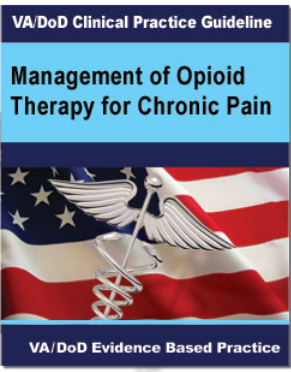 VA/DoD Clinical Practice Guideline
Management of Opioid
Therapy for Chronic Pain
VA/DoD Evidence Based Practice